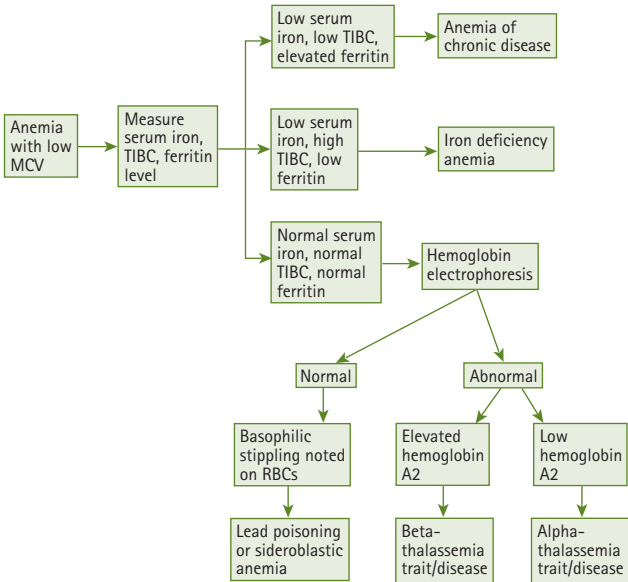 Anemia
with low
MCV
Measure
serum iron,
TIBC, ferritin
level
Low serum
iron, low TIBC,
elevated ferritin
Anemia of
chronic disease
Low serum
iron, high
TIBC, low
ferritin
Iron deficiency
anemia
Normal serum
iron, normal
TIBC, normal
ferritin
Hemoglobin
electrophoresis
Normal
Abnormal
Basophilic
stippling noted
on RBCs
Elevated
hemoglobin
A2
Low
hemoglobin
A2
Lead poisoning
or sideroblastic
anemia
Beta-
thalassemia
trait/disease
Alpha-
thalassemia
trait/disease